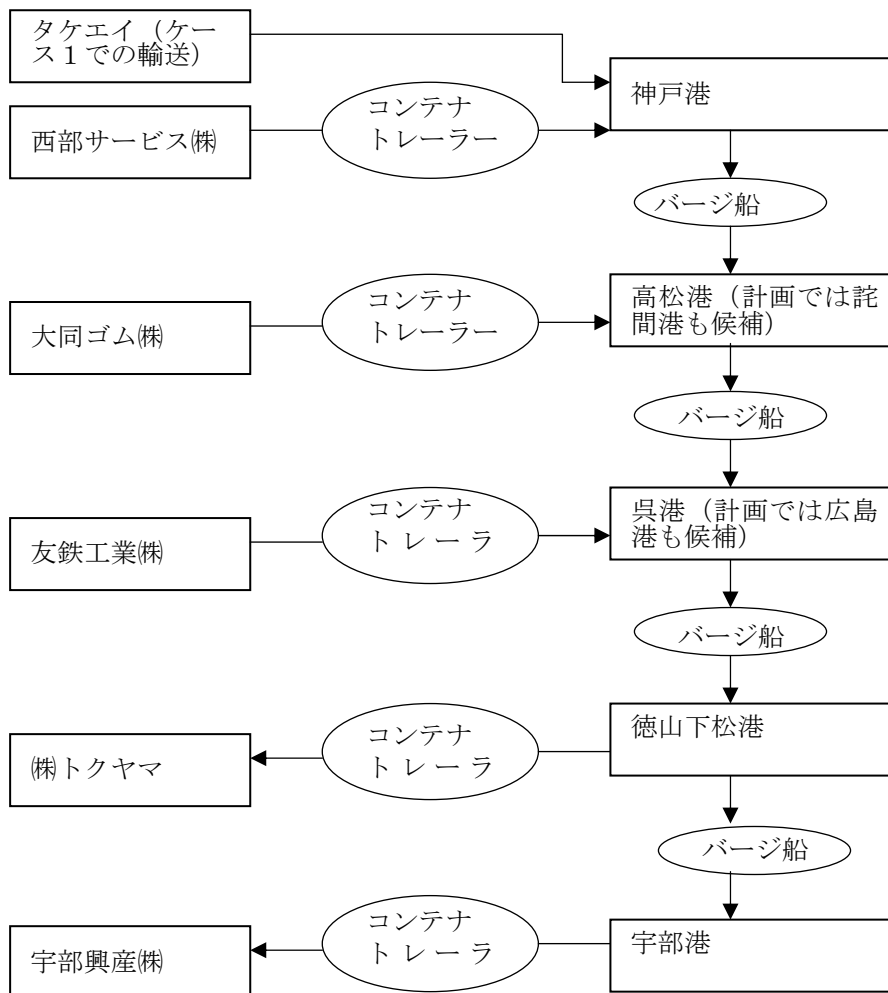 タケエイ（ケー
ス１での輸送）
神戸港
西部サービス㈱
コンテナ
トレーラー
バージ船
大同ゴム㈱
コンテナ
トレーラー
高松港（計画では詫
間港も候補）
バージ船
友鉄工業㈱
コンテナ
トレーラ
呉港（計画では広島
港も候補）
バージ船
㈱トクヤマ
コンテナ
トレーラ
徳山下松港
バージ船
宇部興産㈱
コンテナ
トレーラ
宇部港